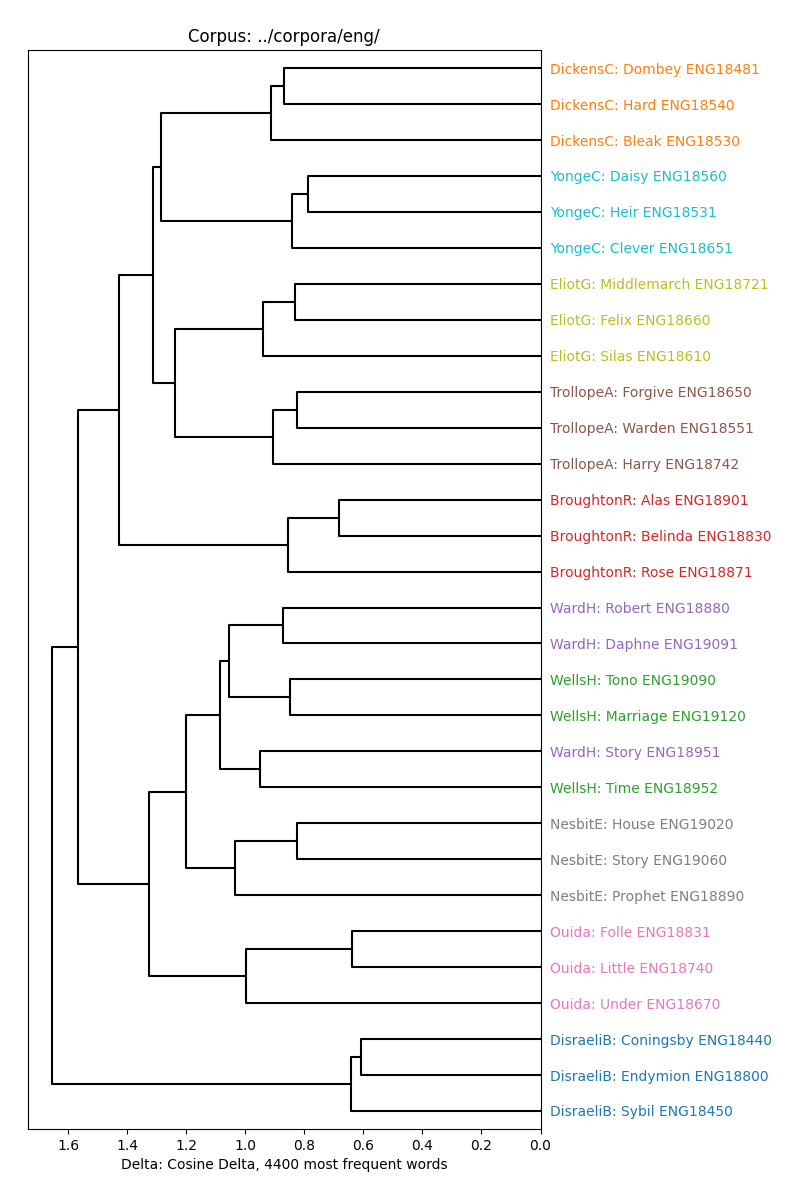 Corpus: ../corpora/eng/
DickensC: Dombey ENG18481
DickensC: Hard ENG18540
DickensC: Bleak ENG18530
YongeC: Daisy ENG18560
YongeC: Heir ENG18531
YongeC: Clever ENG18651
EliotG: Middlemarch ENG18721
EliotG: Felix ENG18660
EliotG: Silas ENG18610
TrollopeA: Forgive ENG18650
TrollopeA: Warden ENG18551
TrollopeA: Harry ENG18742
BroughtonR: Alas ENG18901
BroughtonR: Belinda ENG18830
BroughtonR: Rose ENG18871
WardH: Robert ENG18880
WardH: Daphne ENG19091
WellsH: Tono ENG19090
WellsH: Marriage ENG19120
WardH: Story ENG18951
WellsH: Time ENG18952
NesbitE: House ENG19020
NesbitE: Story ENG19060
NesbitE: Prophet ENG18890
Ouida: Folle ENG18831
Ouida: Little ENG18740
Ouida: Under ENG18670
DisraeliB: Coningsby ENG18440
DisraeliB: Endymion ENG18800
DisraeliB: Sybil ENG18450
1.6 1.4 1.2 1.0 0.8 0.6 0.4 0.2 0.0
Delta: Cosine Delta, 4400 most frequent words